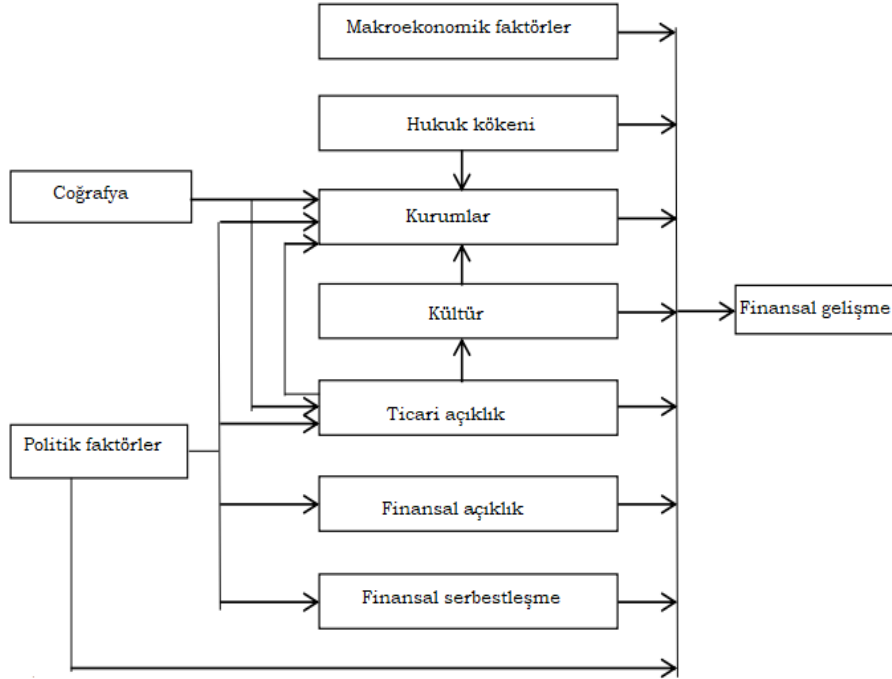 Makroekonomik faktörler
Hukuk kökeni
Coğrafya
Kurumlar
Kültür
Finansal gelişme
Ticari açıklık
Politik faktörler
Finansal açıklık
Finansal serbestleşme